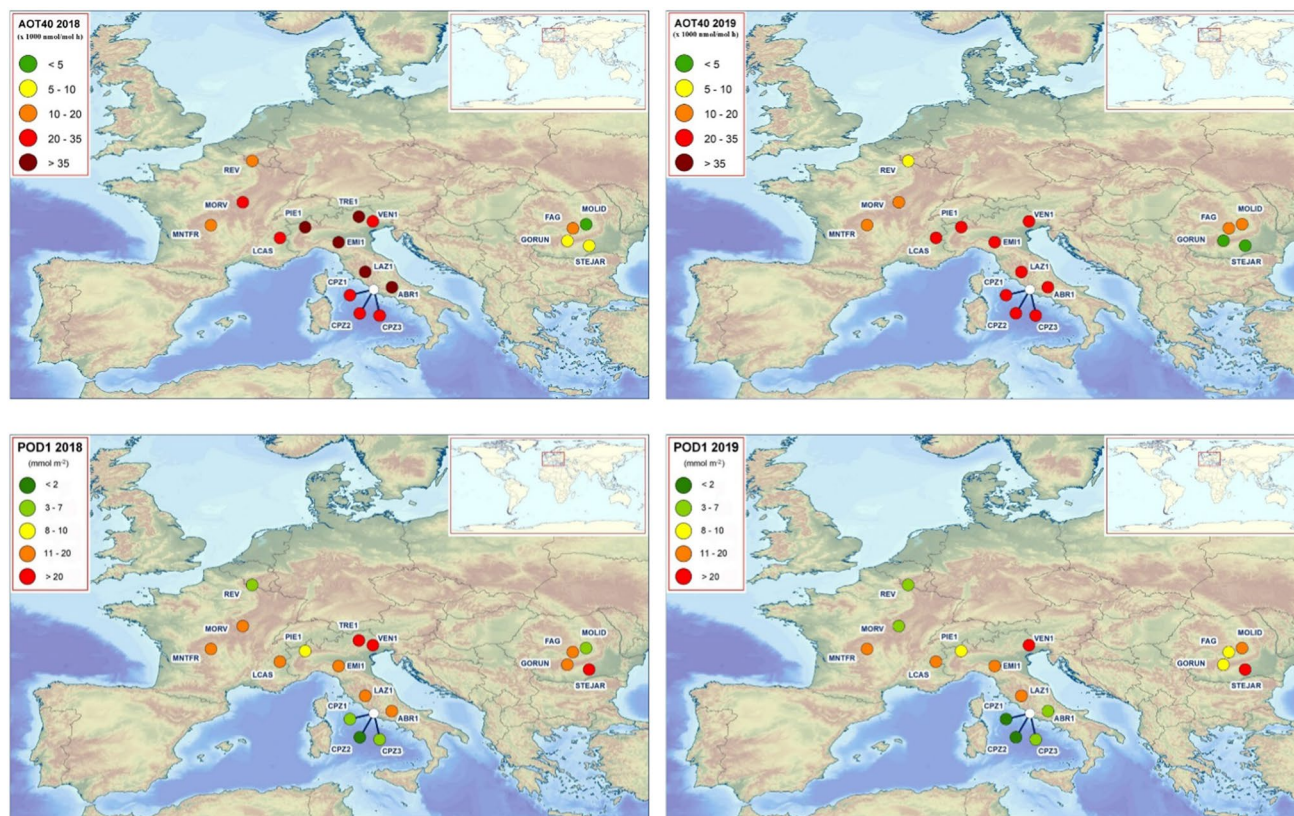 AOT40 2018
(x 1000 nmol/mol h)
< 5
5 - 10
10 - 20
20 - 35
> 35
REV
MORV
MNTFR
LCAS
PIE1
TRE1
VEN1
EMI1
LAZ1
ABR1
CPZ1
CPZ2
CPZ3
FAG
MOLID
GORUN
STEJAR
AOT40 2019
(x 1000 nmol/mol h)
< 5
5 - 10
10 - 20
20 - 35
> 35
REV
MORV
MNTFR
LCAS
PIE1
VEN1
EMI1
LAZ1
ABR1
CPZ1
CPZ2
CPZ3
FAG
MOLID
GORUN
STEJAR
POD1 2018
(mmol m-2)
< 2
3 - 7
8 - 10
11 - 20
> 20
REV
MORV
MNTFR
LCAS
PIE1
TRE1
VEN1
EMI1
LAZ1
ABR1
CPZ1
CPZ2
CPZ3
FAG
MOLID
GORUN
STEJAR
POD1 2019
(mmol m-2)
< 2
3 - 7
8 - 10
11 - 20
> 20
REV
MORV
MNTFR
LCAS
PIE1
VEN1
EMI1
LAZ1
ABR1
CPZ1
CPZ2
CPZ3
FAG
MOLID
GORUN
STEJAR